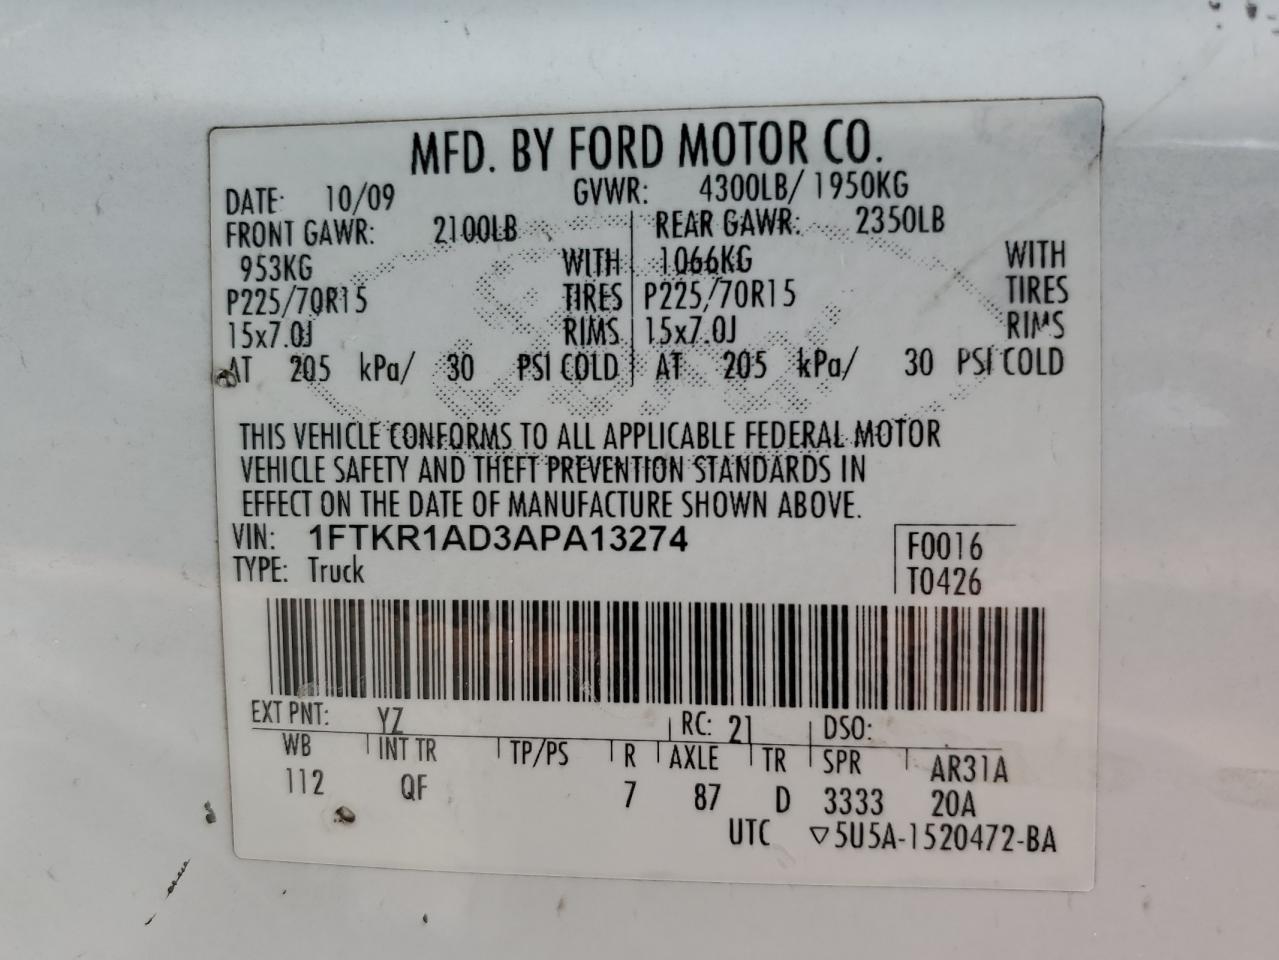 MFD. BY FORD MOTOR CO.
DATE: 10/09 GVWR: 4300LB/ 1950KG
FRONT GAWR: 2100LB REAR GAWR: 2350LB
953KG WITH 1066KG WITH
P225/70R15 TIRES P225/70R15 TIRES
15x7.0J RIMS 15x7.0J RIMS
AT 205 kPa/ 30 PSI COLD AT 205 kPa/ 30 PSI COLD
THIS VEHICLE CONFORMS TO ALL APPLICABLE FEDERAL MOTOR
VEHICLE SAFETY AND THEFT PREVENTION STANDARDS IN
EFFECT ON THE DATE OF MANUFACTURE SHOWN ABOVE.
VIN: 1FTKR1AD3APA13274 F0016
TYPE: Truck T0426
EXT PNT: YZ RC: 21 DSO:
WB INT TR TP/PS R AXLE TR SPR AR31A
112 QF 7 87 D 3333 20A
UTC ▽5U5A-1520472-BA